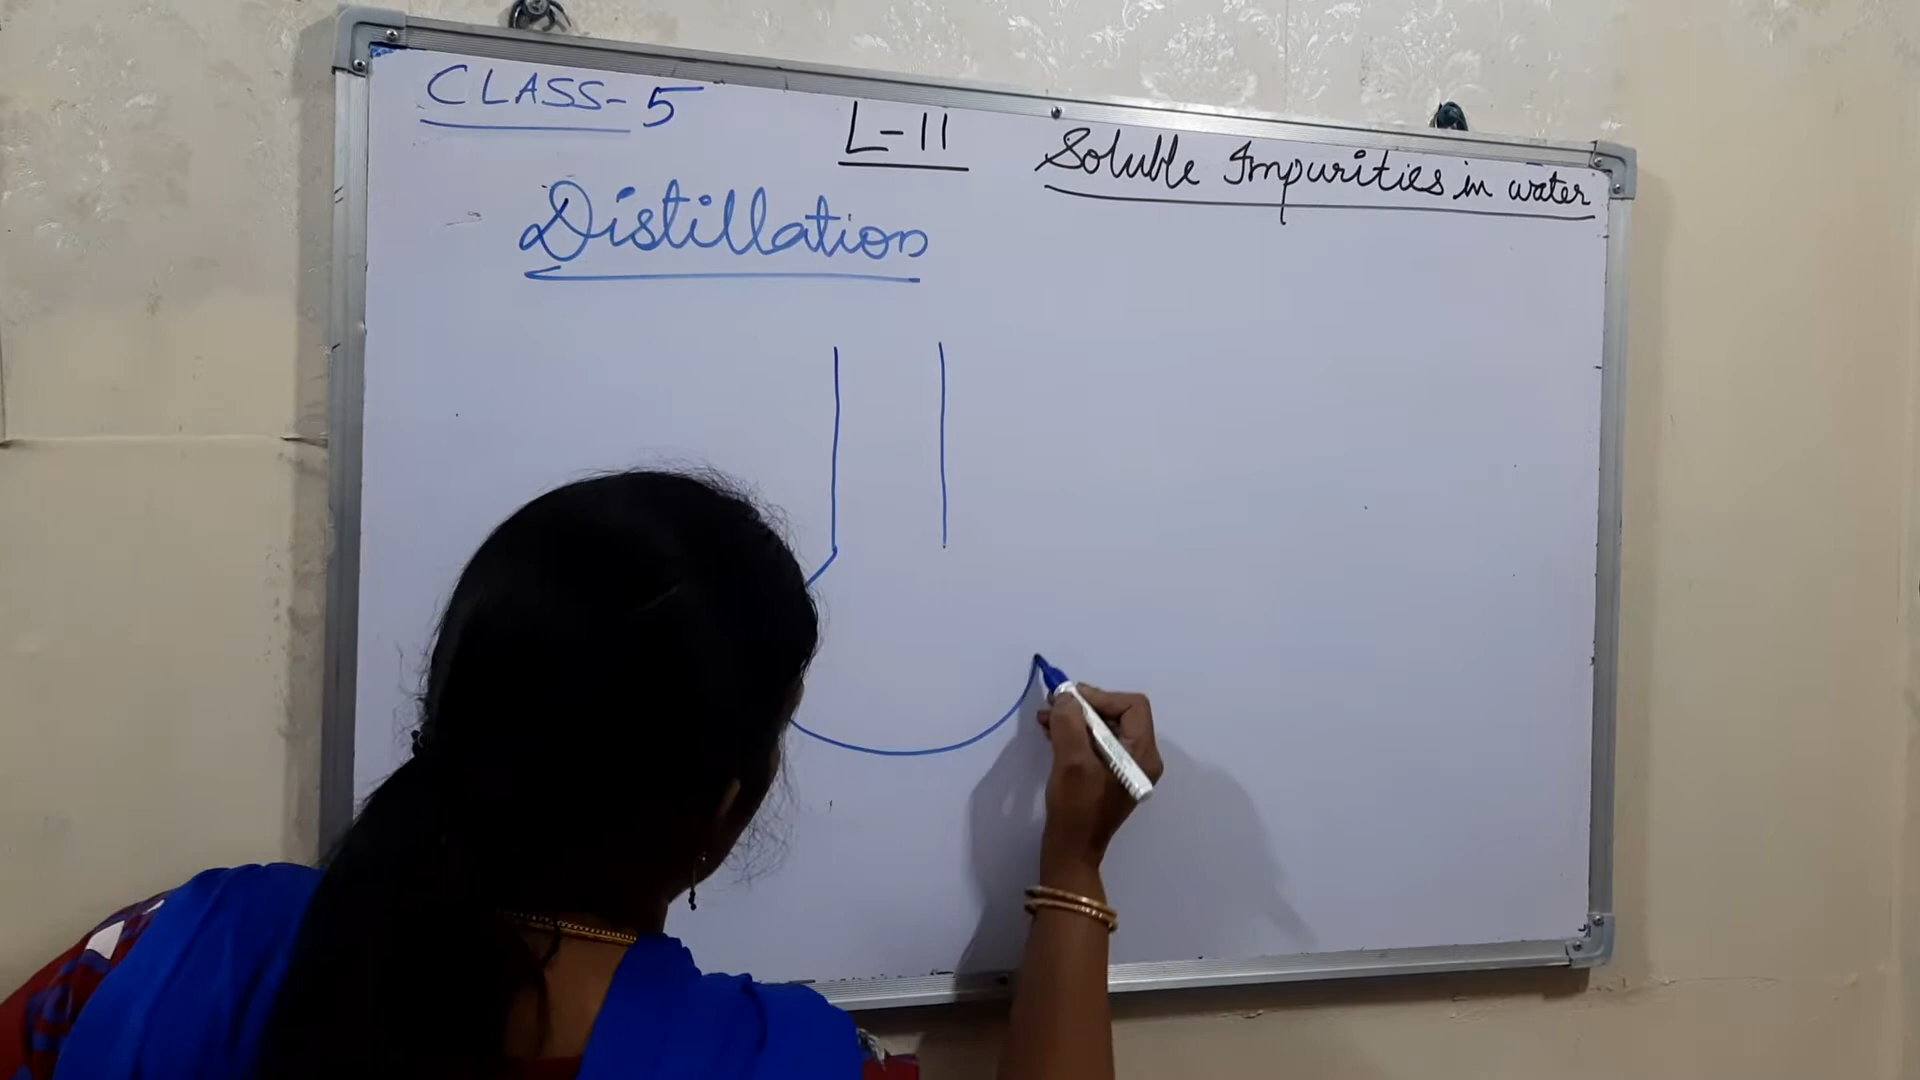 CLASS-5
L-11 Soluble Impurities in water
Distillation